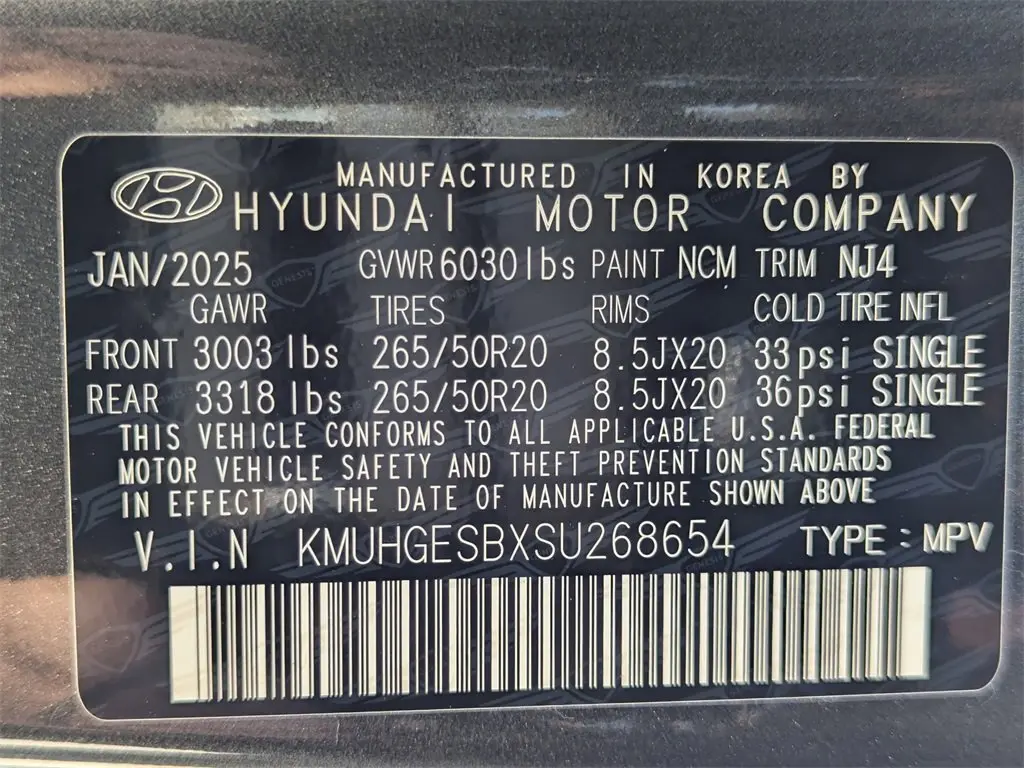 MANUFACTURED IN KOREA BY
HYUNDAI MOTOR COMPANY
JAN/2025 GVWR 6030 lbs PAINT NCM TRIM NJ4
GAWR TIRES RIMS COLD TIRE INFL
FRONT 3003 lbs 265/50R20 8.5JX20 33psi SINGLE
REAR 3318 lbs 265/50R20 8.5JX20 36psi SINGLE
THIS VEHICLE CONFORMS TO ALL APPLICABLE U.S.A. FEDERAL
MOTOR VEHICLE SAFETY AND THEFT PREVENTION STANDARDS
IN EFFECT ON THE DATE OF MANUFACTURE SHOWN ABOVE
V.I.N KMUHGESBXSU268654 TYPE : MPV
GENESIS